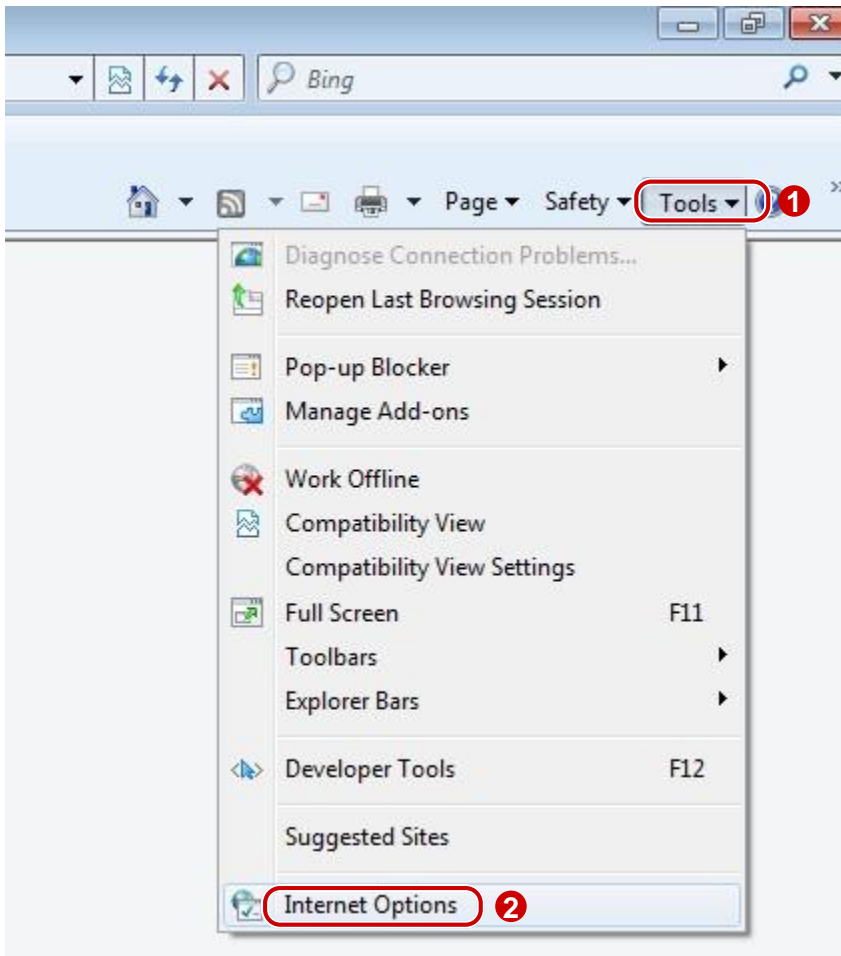 Bing
Page Safety Tools 1
Diagnose Connection Problems...
Reopen Last Browsing Session
Pop-up Blocker
Manage Add-ons
Work Offline
Compatibility View
Compatibility View Settings
Full Screen F11
Toolbars
Explorer Bars
Developer Tools F12
Suggested Sites
Internet Options 2